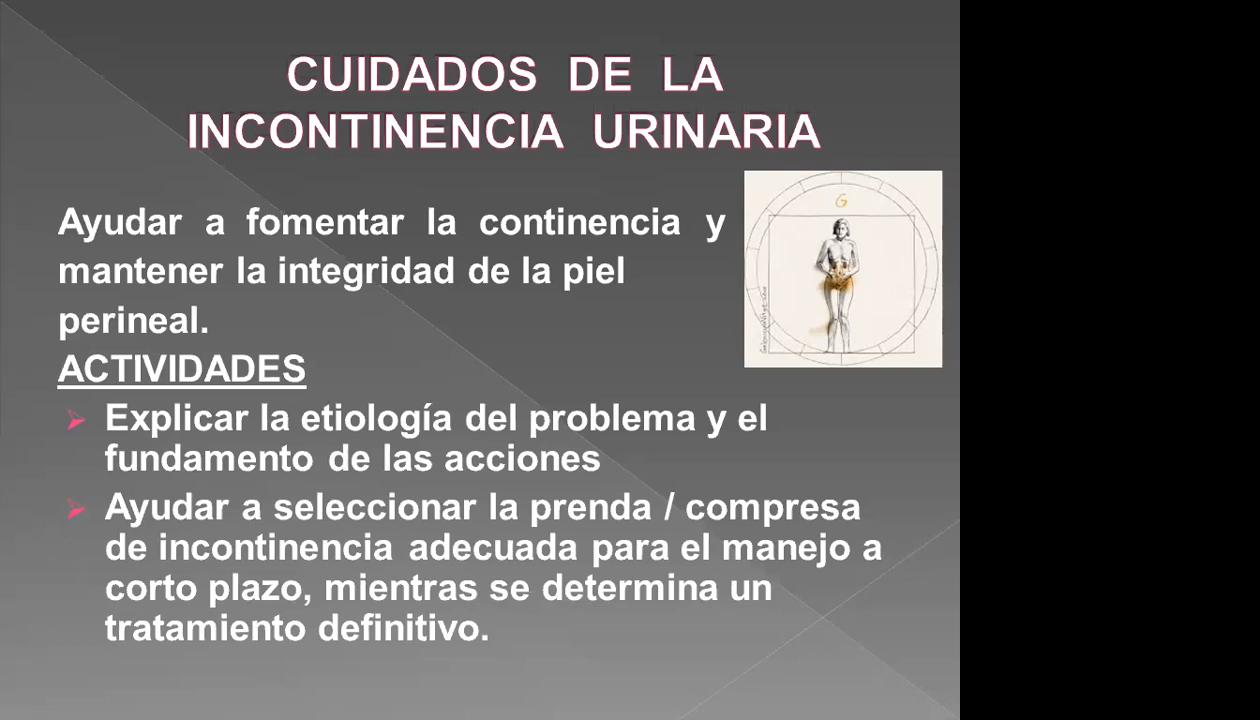 CUIDADOS DE LA
INCONTINENCIA URINARIA
G
Ayudar a fomentar la continencia y
mantener la integridad de la piel
perineal.
ACTIVIDADES
Explicar la etiología del problema y el
fundamento de las acciones
Ayudar a seleccionar la prenda / compresa
de incontinencia adecuada para el manejo a
corto plazo, mientras se determina un
tratamiento definitivo.